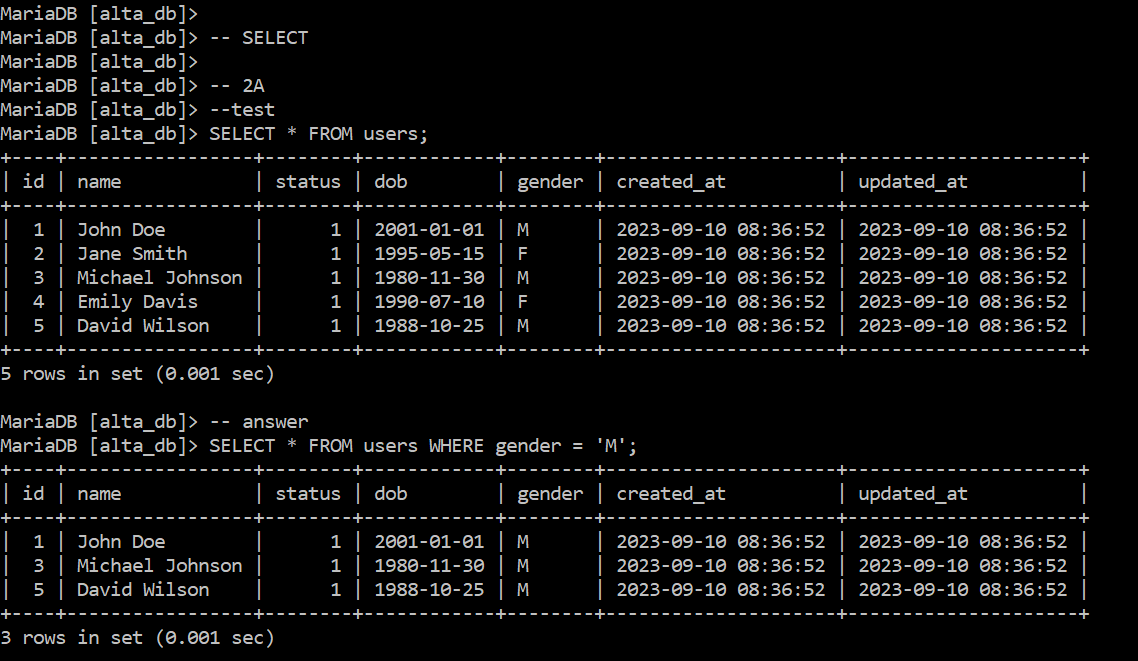 MariaDB [alta_db]>
MariaDB [alta_db]> -- SELECT
MariaDB [alta_db]>
MariaDB [alta_db]> -- 2A
MariaDB [alta_db]> --test
MariaDB [alta_db]> SELECT * FROM users;
+----+-----------------+--------+------------+--------+---------------------+---------------------+
| id | name            | status | dob        | gender | created_at          | updated_at          |
+----+-----------------+--------+------------+--------+---------------------+---------------------+
|  1 | John Doe        |      1 | 2001-01-01 | M      | 2023-09-10 08:36:52 | 2023-09-10 08:36:52 |
|  2 | Jane Smith      |      1 | 1995-05-15 | F      | 2023-09-10 08:36:52 | 2023-09-10 08:36:52 |
|  3 | Michael Johnson |      1 | 1980-11-30 | M      | 2023-09-10 08:36:52 | 2023-09-10 08:36:52 |
|  4 | Emily Davis     |      1 | 1990-07-10 | F      | 2023-09-10 08:36:52 | 2023-09-10 08:36:52 |
|  5 | David Wilson    |      1 | 1988-10-25 | M      | 2023-09-10 08:36:52 | 2023-09-10 08:36:52 |
+----+-----------------+--------+------------+--------+---------------------+---------------------+
5 rows in set (0.001 sec)

MariaDB [alta_db]> -- answer
MariaDB [alta_db]> SELECT * FROM users WHERE gender = 'M';
+----+-----------------+--------+------------+--------+---------------------+---------------------+
| id | name            | status | dob        | gender | created_at          | updated_at          |
+----+-----------------+--------+------------+--------+---------------------+---------------------+
|  1 | John Doe        |      1 | 2001-01-01 | M      | 2023-09-10 08:36:52 | 2023-09-10 08:36:52 |
|  3 | Michael Johnson |      1 | 1980-11-30 | M      | 2023-09-10 08:36:52 | 2023-09-10 08:36:52 |
|  5 | David Wilson    |      1 | 1988-10-25 | M      | 2023-09-10 08:36:52 | 2023-09-10 08:36:52 |
+----+-----------------+--------+------------+--------+---------------------+---------------------+
3 rows in set (0.001 sec)